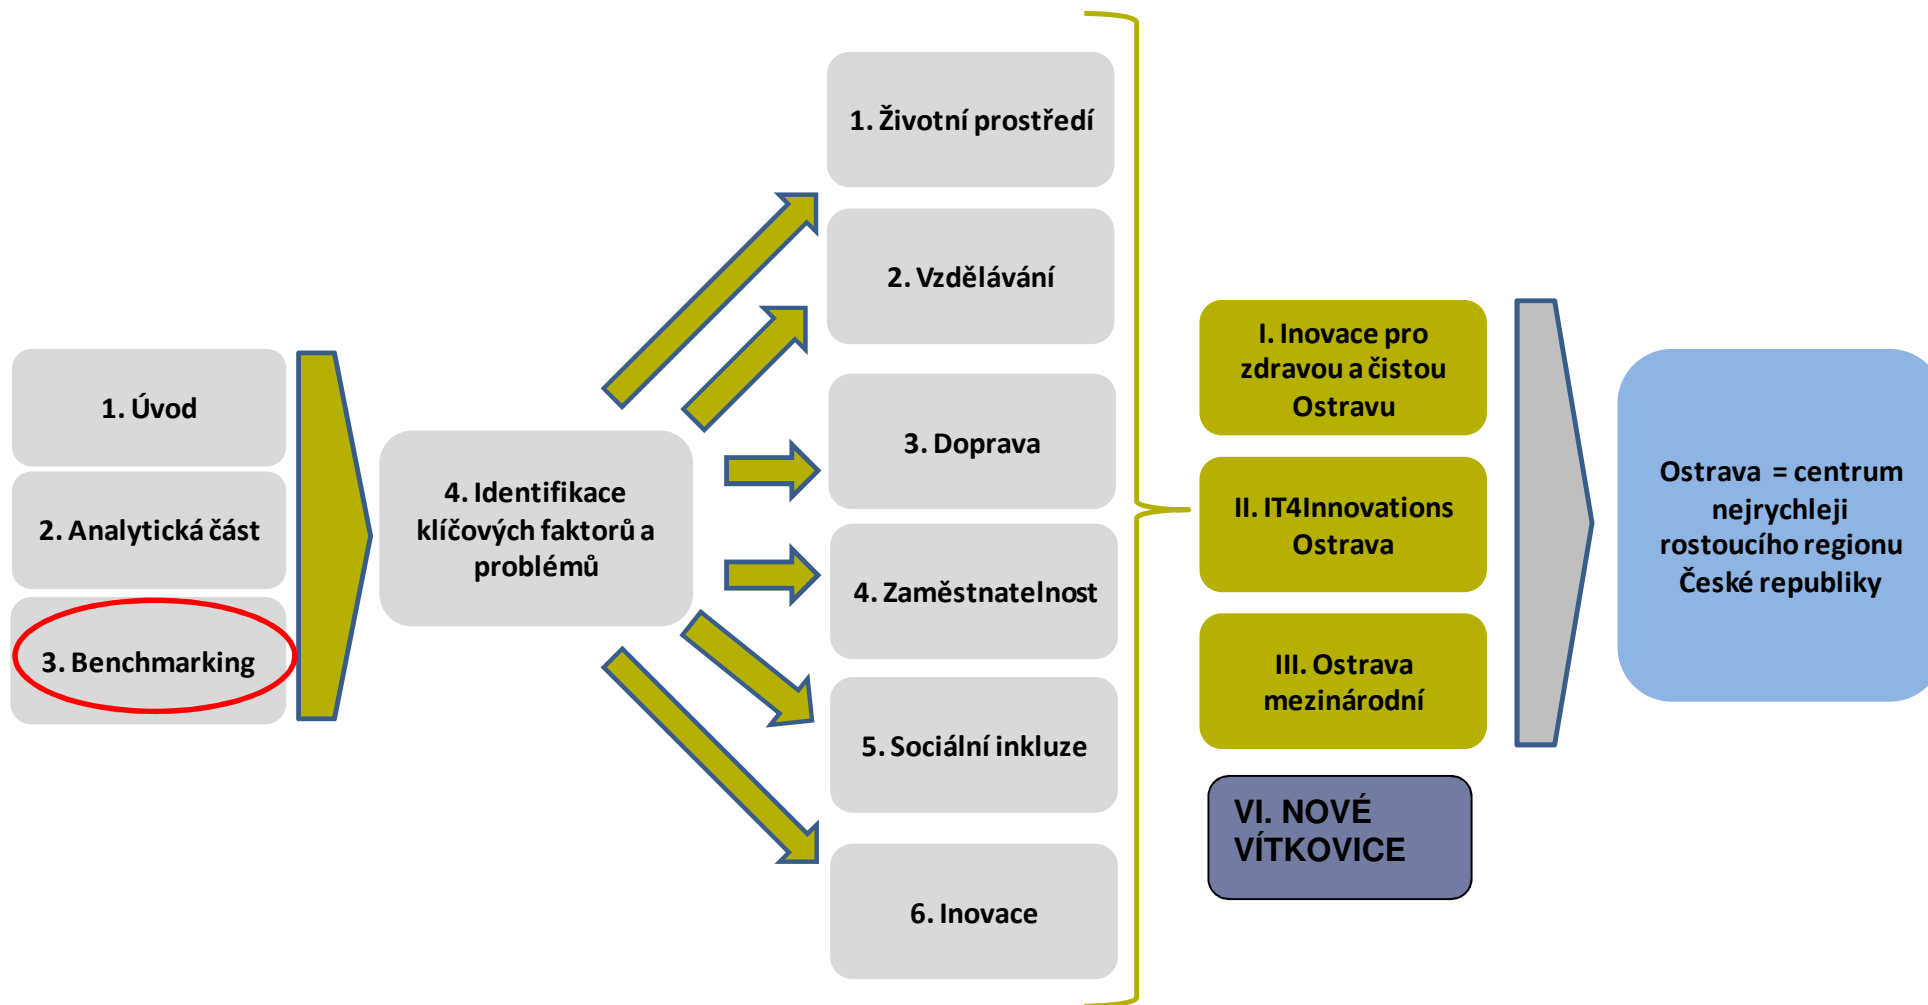 1. Úvod
2. Analytická část
3. Benchmarking
4. Identifikace
klíčových faktorů a
problémů
1. Životní prostředí
2. Vzdělávání
3. Doprava
4. Zaměstnatelnost
5. Sociální inkluze
6. Inovace
I. Inovace pro
zdravou a čistou
Ostravu
II. IT4Innovations
Ostrava
III. Ostrava
mezinárodní
VI. NOVÉ
VÍTKOVICE
Ostrava = centrum
nejrychleji
rostoucího regionu
České republiky